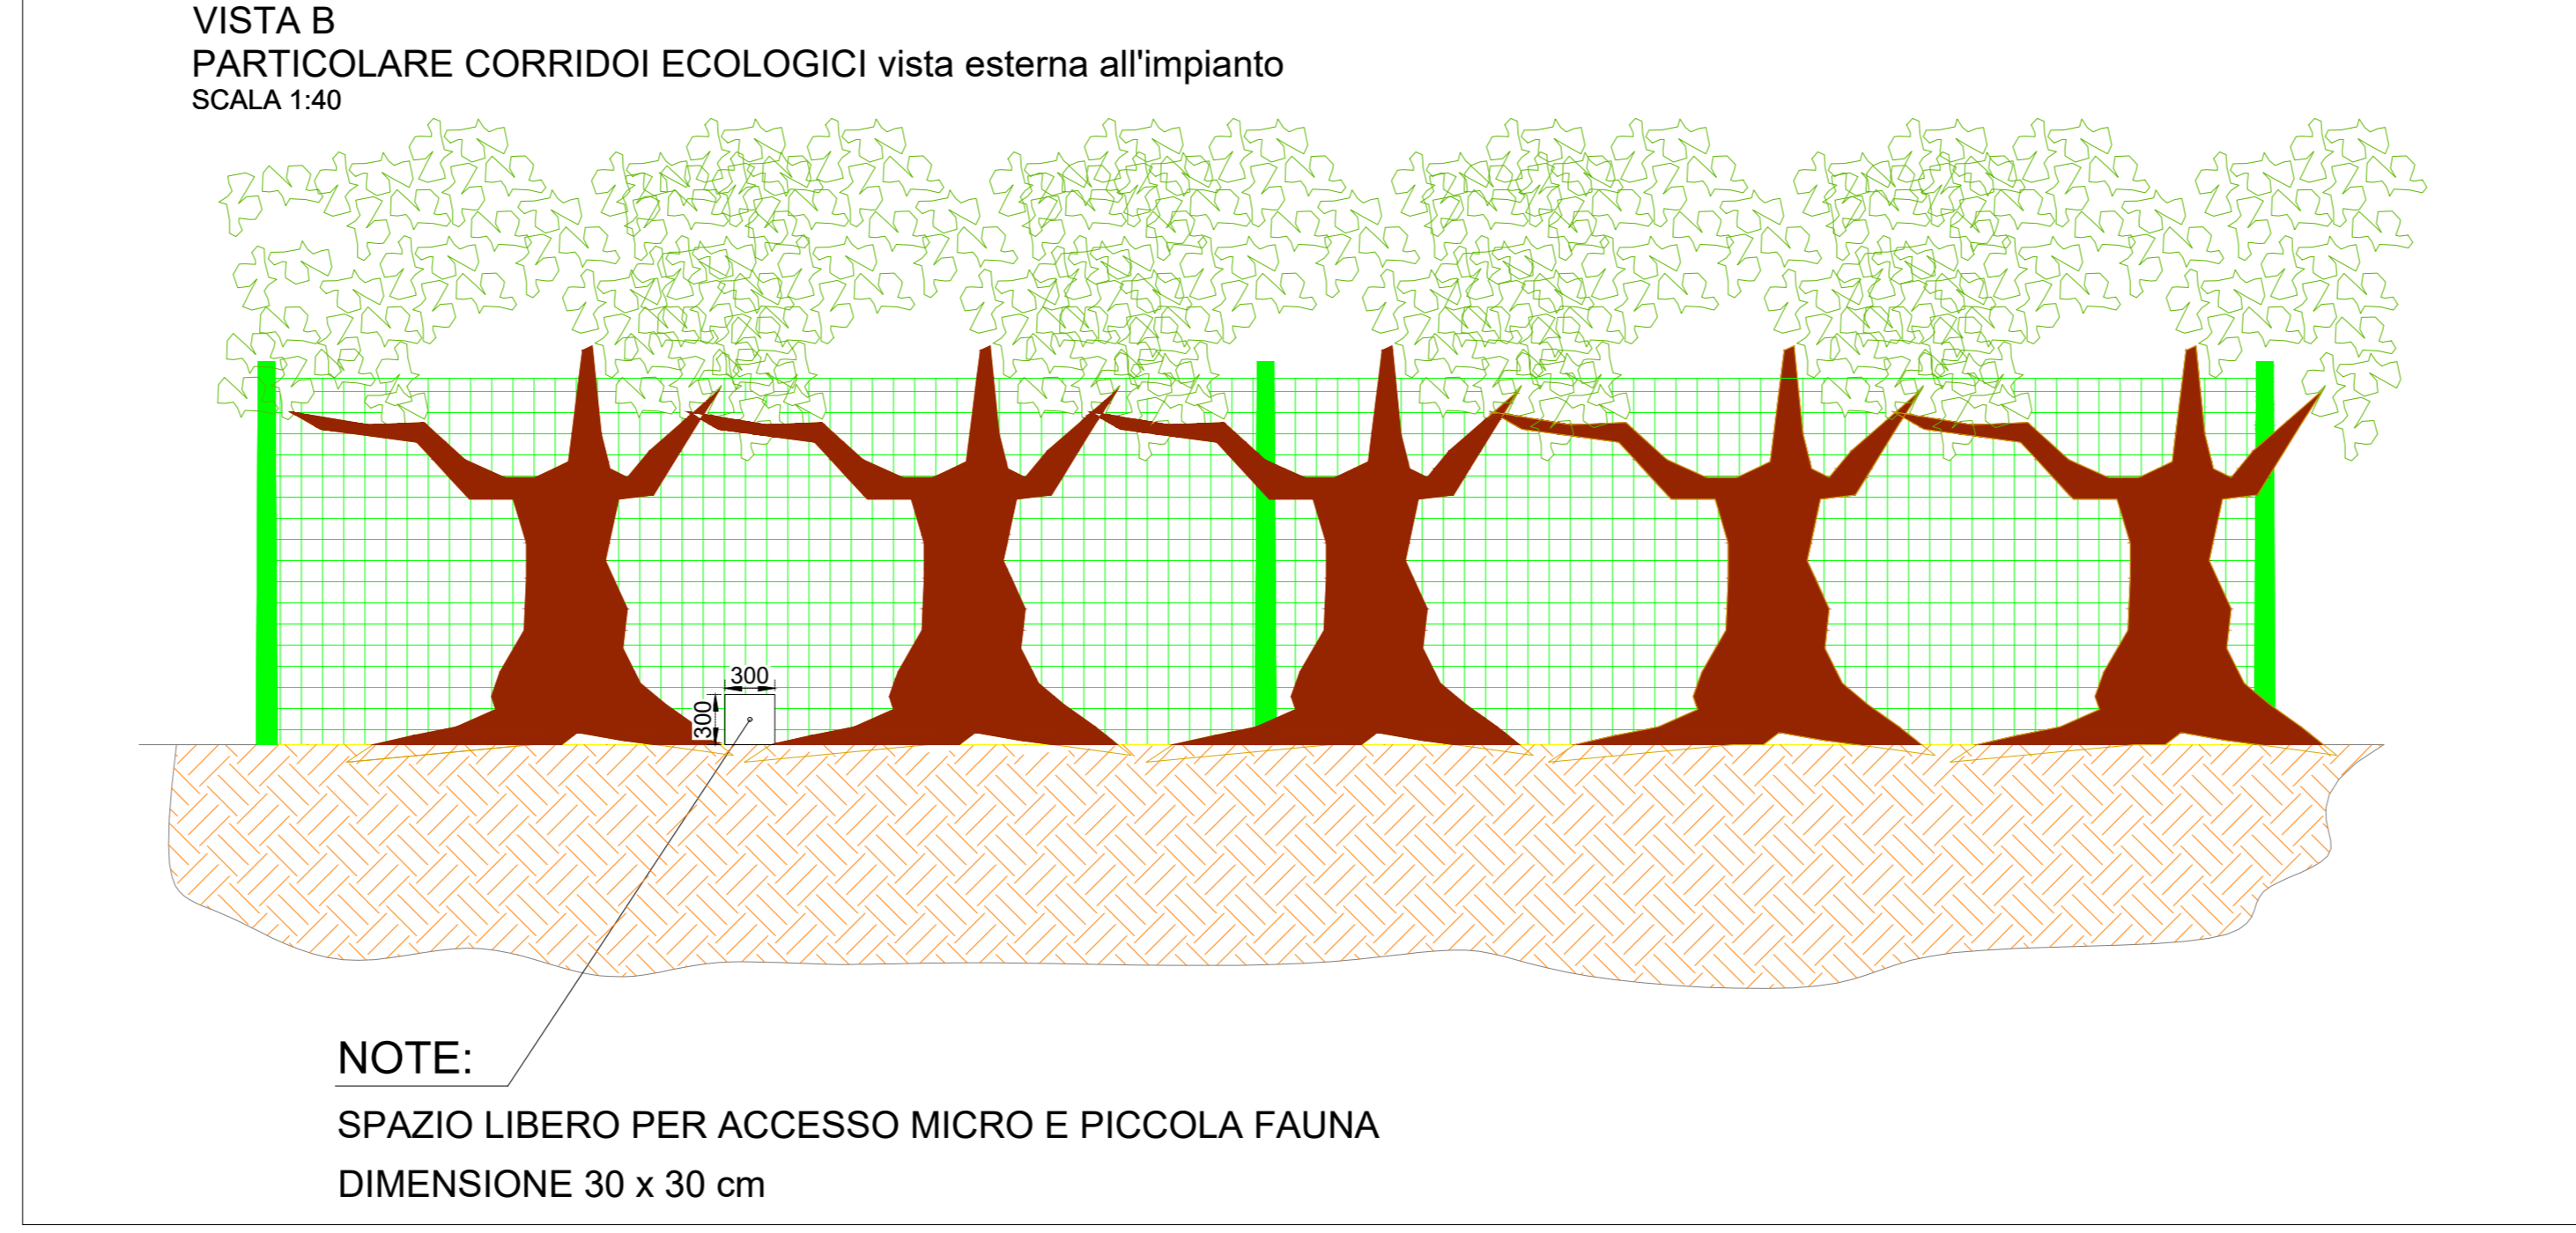 VISTA B
PARTICOLARE CORRIDOI ECOLOGICI vista esterna all'impianto
SCALA 1:40
300
300
NOTE:
SPAZIO LIBERO PER ACCESSO MICRO E PICCOLA FAUNA
DIMENSIONE 30 x 30 cm